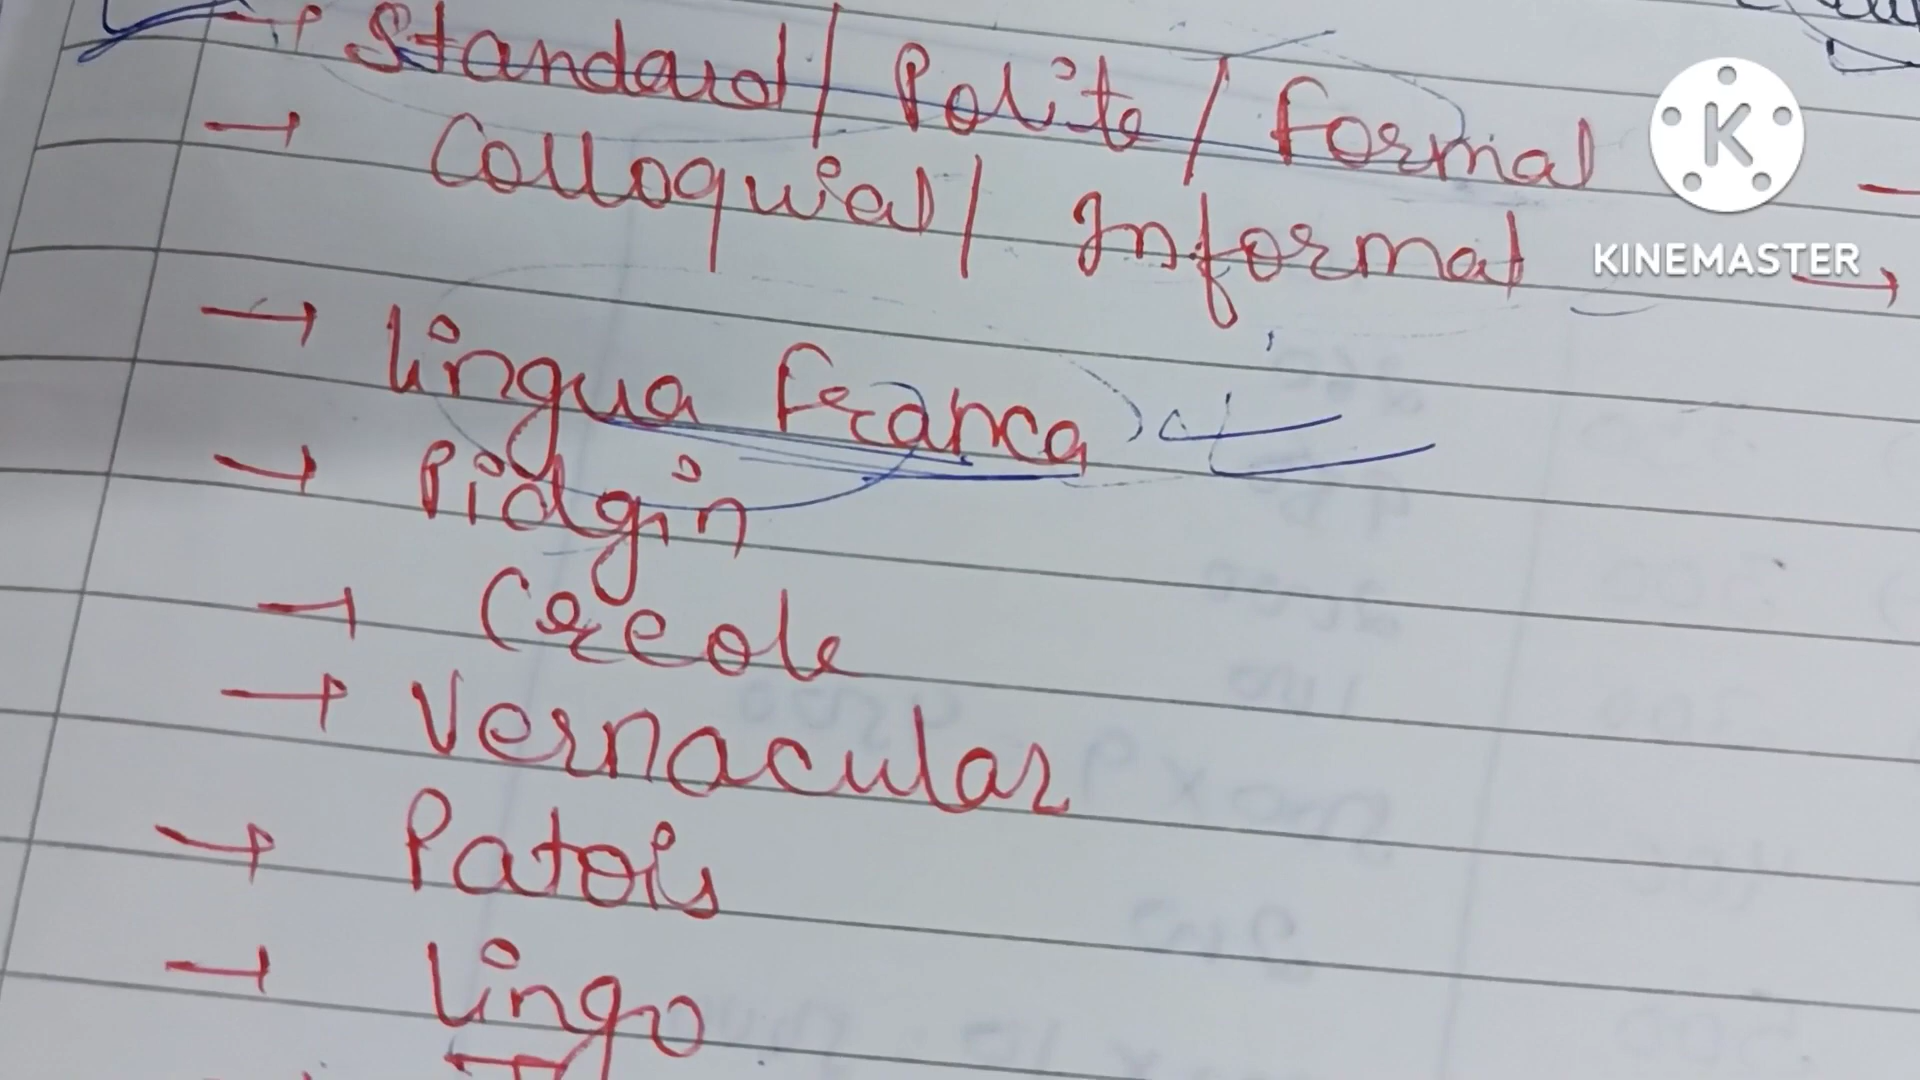 → Standard / Polite / Formal
→ Colloquial / Informal →
→ Lingua Franca
→ Pidgin
→ Creole
→ Vernacular
→ Patois
→ Lingo
K
KINEMASTER